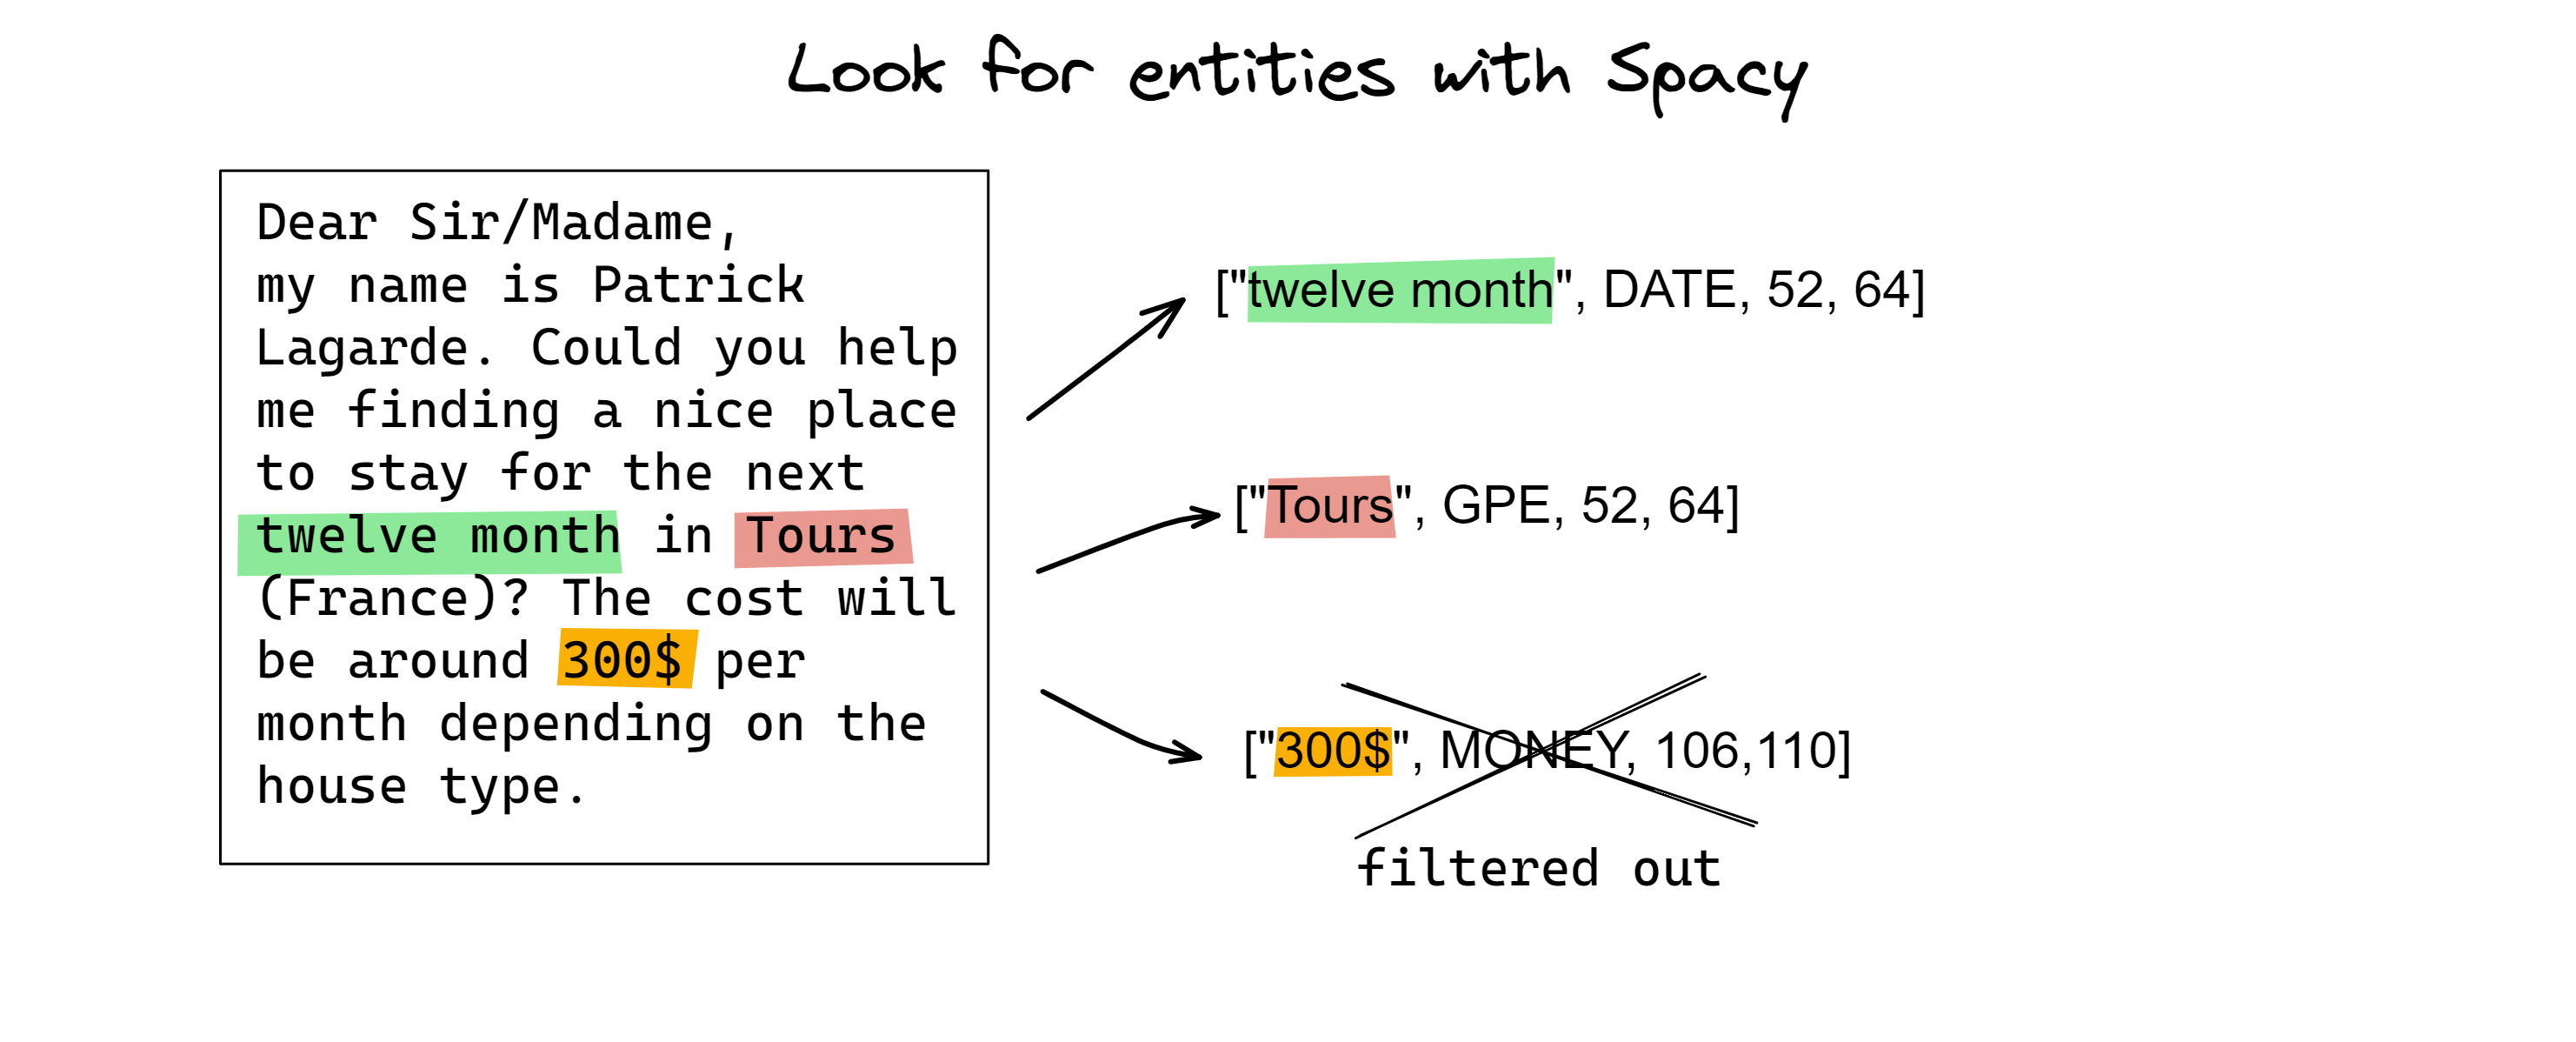 Look for entities with Spacy
Dear Sir/Madame,
my name is Patrick
Lagarde. Could you help
me finding a nice place
to stay for the next
twelve month in Tours
(France)? The cost will
be around 300$ per
month depending on the
house type.
["twelve month", DATE, 52, 64]
["Tours", GPE, 52, 64]
["300$", MONEY, 106,110]
filtered out